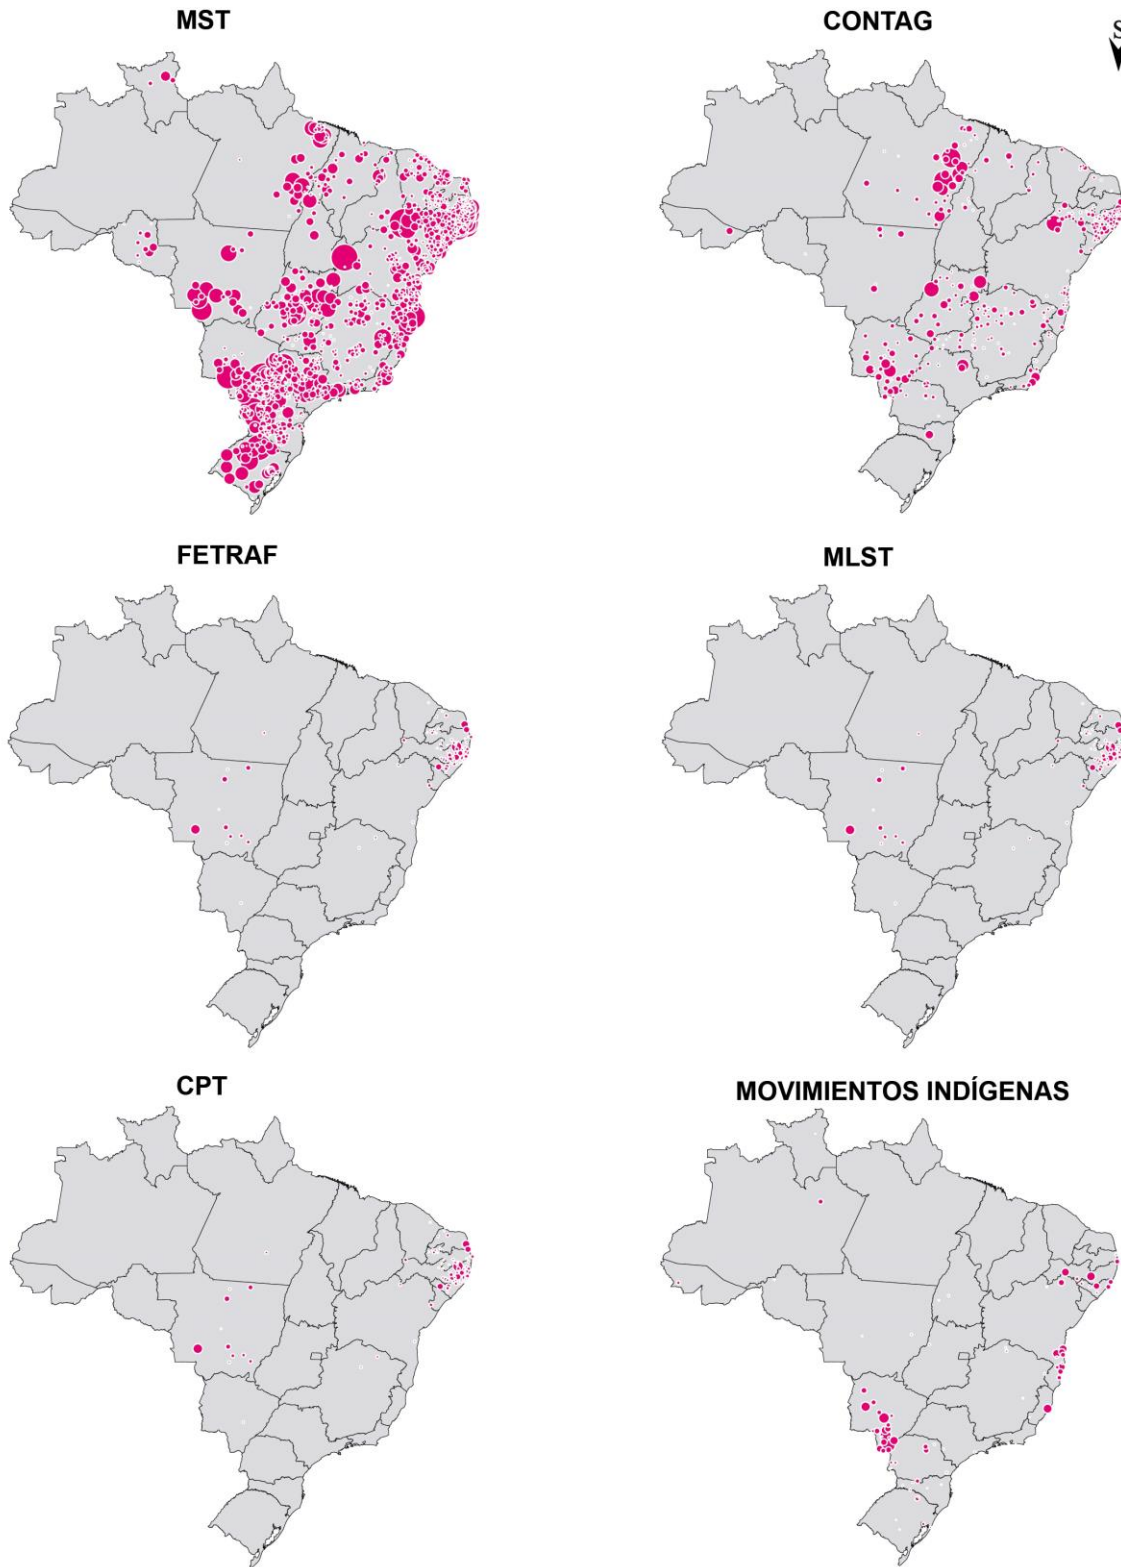 MST
CONTAG
S
FETRAF
MLST
CPT
MOVIMIENTOS INDÍGENAS